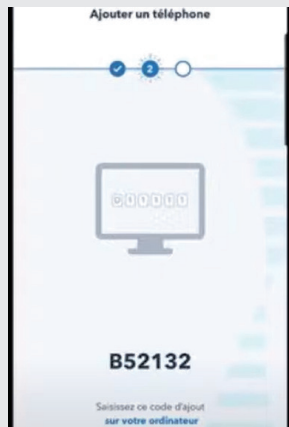 Ajouter un téléphone
2
B52132
Saisissez ce code d'ajout
sur votre ordinateur